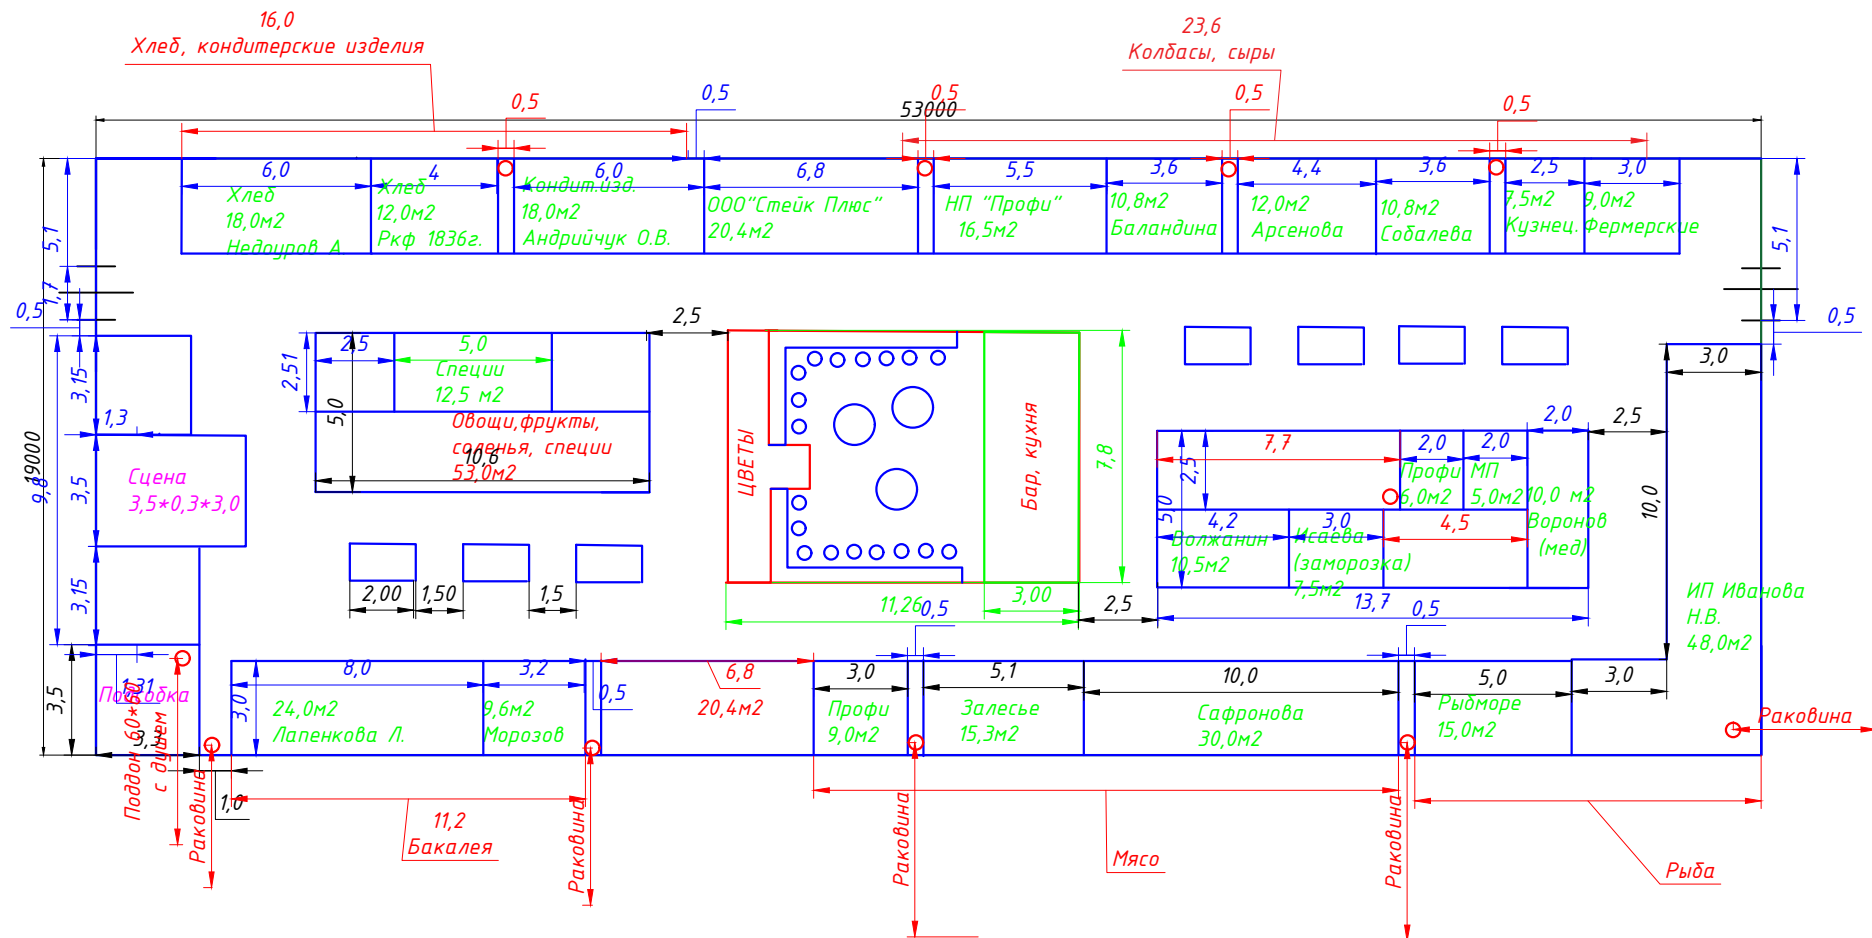 16,0
Хлеб, кондитерские изделия
23,6
Колбасы, сыры
0,5
0,5
0,5
0,5
0,5
53000
6,0
4
6,0
6,8
5,5
3,6
4,4
3,6
2,5
3,0
Хлеб
18,0м2
Недоуров А.
Хлеб
12,0м2
Ркф 1836г.
Кондит.изд.
18,0м2
Андрийчук О.В.
ООО"Стейк Плюс"
20,4м2
НП "Профи"
16,5м2
10,8м2
Баландина
12,0м2
Арсенова
10,8м2
Собалева
7,5м2
Кузнец.
9,0м2
Фермерские
5,1
1,7
0,5
5,1
0,5
19000
9,8
3,15
1,3
3,5
3,15
3,5
Сцена
3,5*0,3*3,0
2,5
5,0
2,51
5,0
Специи
12,5 м2
Овощи,фрукты,
соленья, специи
10,6
53,0м2
2,5
ЦВЕТЫ
Бар, кухня
7,8
11,26
3,00
2,5
2,00
1,50
1,5
7,7
2,0
2,0
2,0
2,5
3,0
2,5
5,0
10,0
Профи
6,0м2
МП
5,0м2
10,0 м2
Воронов
(мед)
4,2
3,0
4,5
Волжанин
10,5м2
Исаева
(заморозка)
7,5м2
13,7
0,5
0,5
ИП Иванова
Н.В.
48,0м2
Подсобка
1,31
3,3
1,0
Поддон 60*60
с душем
Раковина
8,0
3,2
3,0
24,0м2
Лапенкова Л.
9,6м2
Морозов
0,5
6,8
20,4м2
3,0
Профи
9,0м2
5,1
Залесье
15,3м2
10,0
Сафронова
30,0м2
5,0
Рыбморе
15,0м2
3,0
Раковина
11,2
Бакалея
Раковина
Раковина
Мясо
Раковина
Рыба